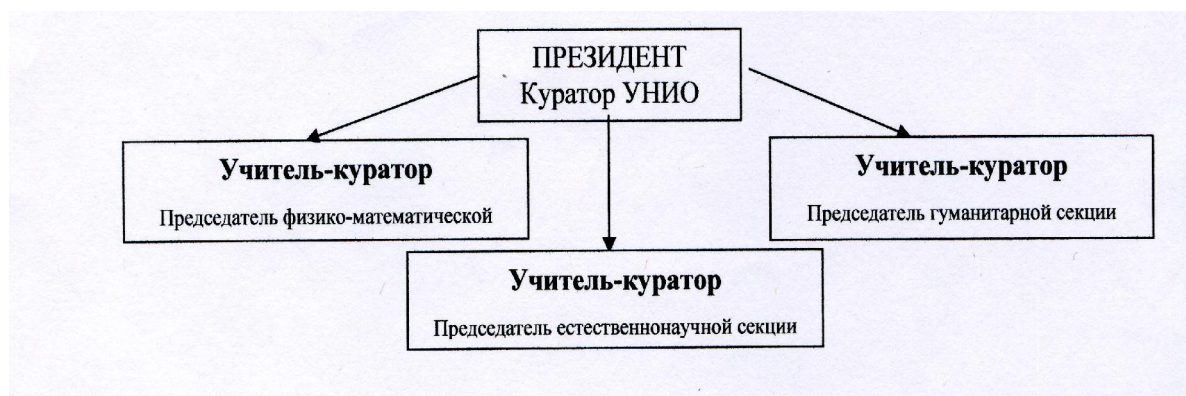 ПРЕЗИДЕНТ
Куратор УНИО
Учитель-куратор
Председатель физико-математической
Учитель-куратор
Председатель гуманитарной секции
Учитель-куратор
Председатель естественнонаучной секции